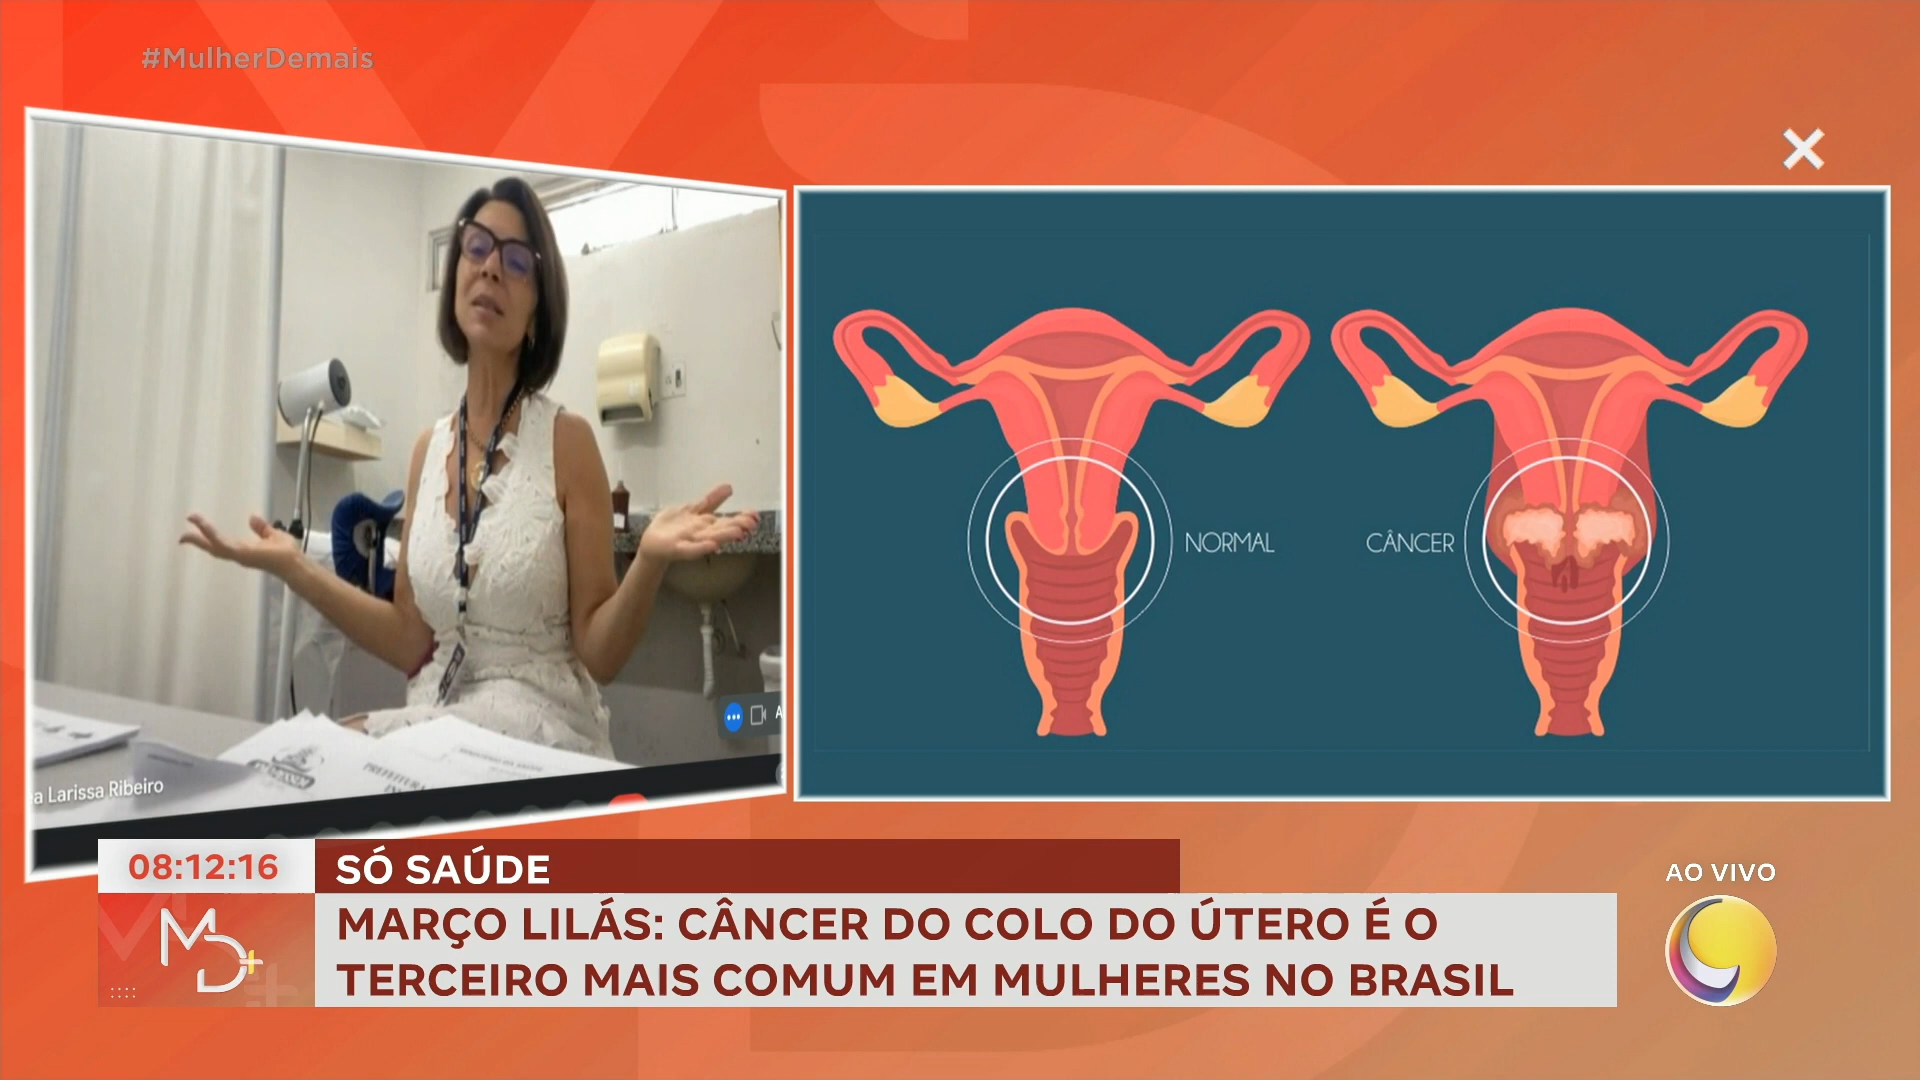 #MulherDemais
NORMAL
CÂNCER
a Larissa Ribeiro
08:12:16
SÓ SAÚDE
MD+
MARÇO LILÁS: CÂNCER DO COLO DO ÚTERO É O
TERCEIRO MAIS COMUM EM MULHERES NO BRASIL
AO VIVO